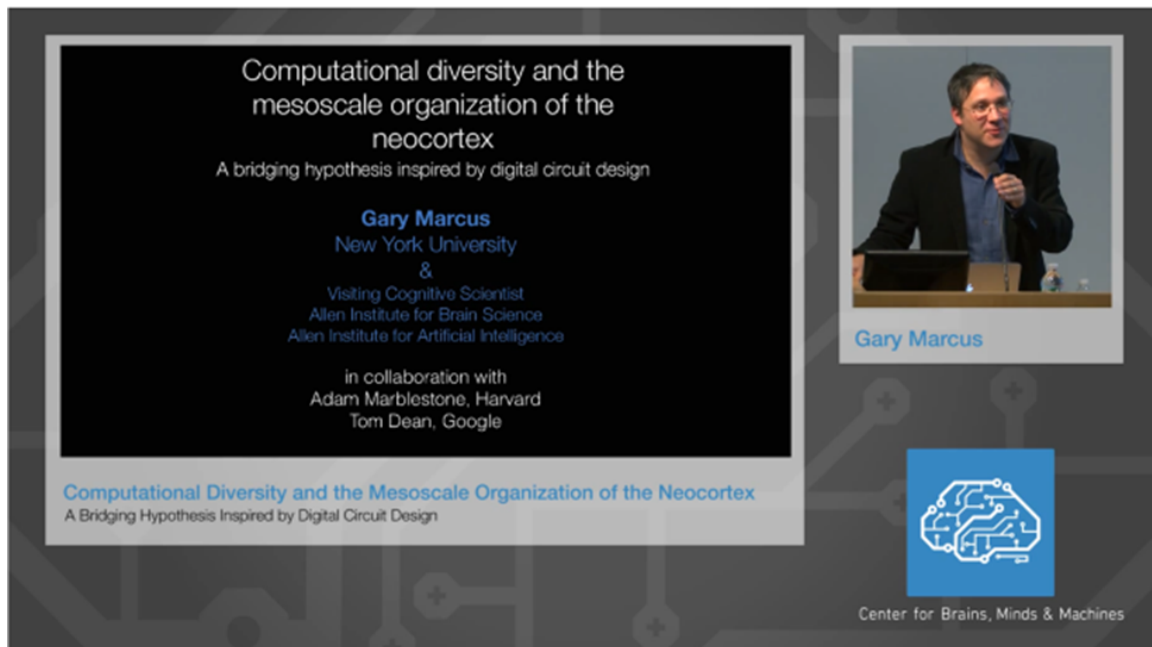 Computational diversity and the
mesoscale organization of the
neocortex
A bridging hypothesis inspired by digital circuit design
Gary Marcus
New York University
&
Visiting Cognitive Scientist
Allen Institute for Brain Science
Allen Institute for Artificial Intelligence
in collaboration with
Adam Marblestone, Harvard
Tom Dean, Google
Computational Diversity and the Mesoscale Organization of the Neocortex
A Bridging Hypothesis Inspired by Digital Circuit Design
Gary Marcus
Center for Brains, Minds & Machines